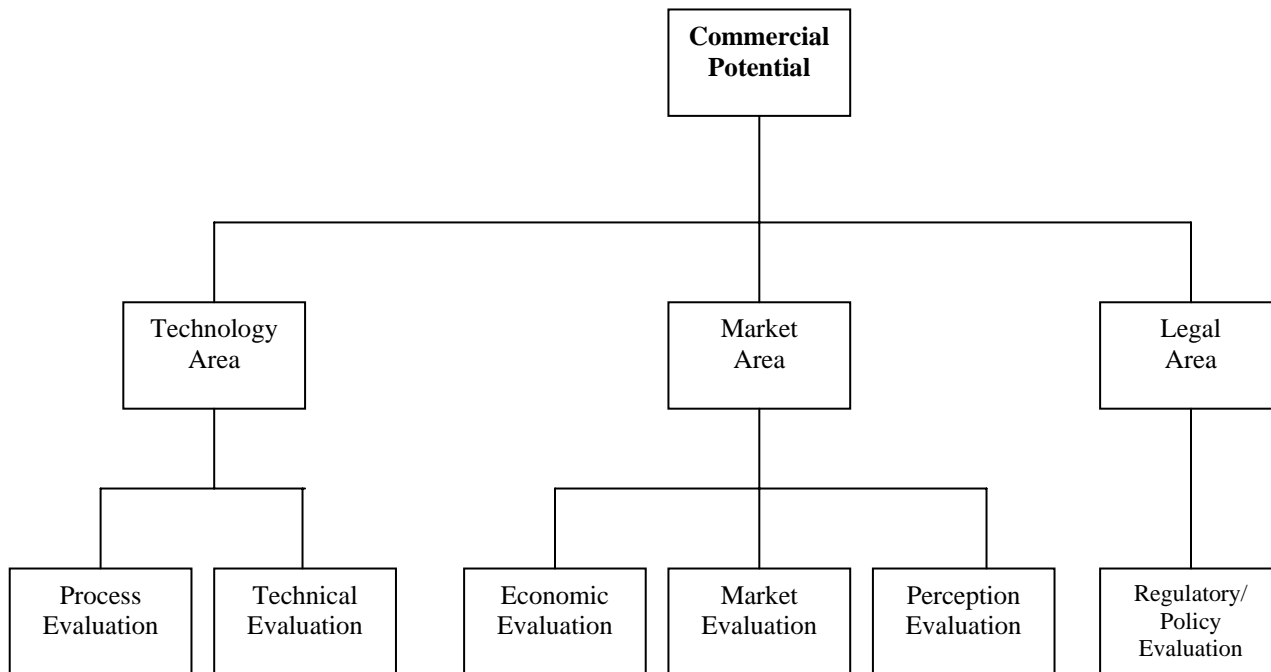 Commercial
Potential
Technology
Area
Market
Area
Legal
Area
Process
Evaluation
Technical
Evaluation
Economic
Evaluation
Market
Evaluation
Perception
Evaluation
Regulatory/
Policy
Evaluation